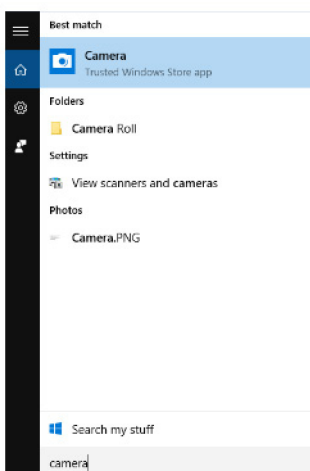 Best match
Camera
Trusted Windows Store app
Folders
Camera Roll
Settings
View scanners and cameras
Photos
Camera.PNG
Search my stuff
camera